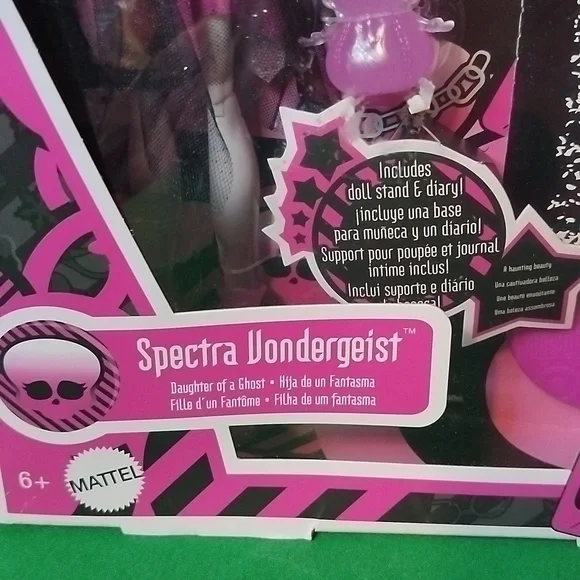 Includes
doll stand & diary!
¡incluye una base
para muñeca y un diario!
Support pour poupée et journal
intime inclus!
Inclui suporte e diário
A haunting beauty
Una cautivadora belleza
Une beauté envoûtante
Uma beleza assombrosa
Spectra Vondergeist™
Daughter of a Ghost • Hija de un Fantasma
Fille d'un Fantôme • Filha de um fantasma
6+
MATTEL